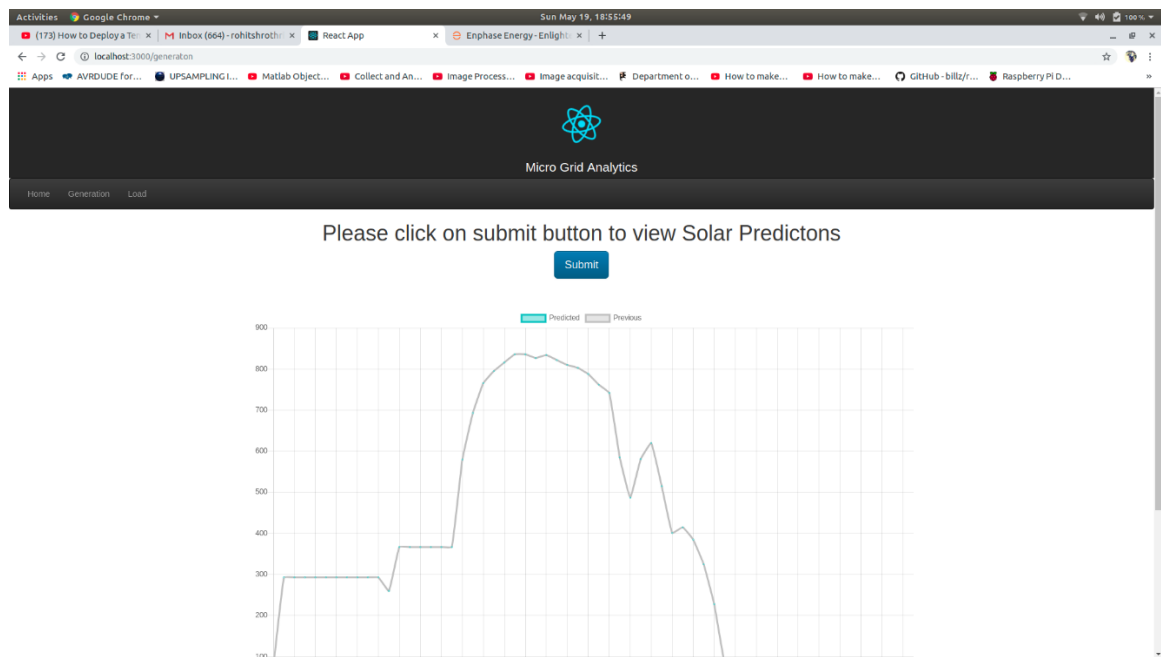 Activities Google Chrome Sun May 19, 18:55:49 100 %
(173) How to Deploy a Te Inbox (664) - rohitshrothr React App Enphase Energy - Enlight
localhost:3000/generaton
Apps AVRDUDE for... UPSAMPLING I... Matlab Object... Collect and An... Image Process... Image acquisit... Department o... How to make... How to make... GitHub - billz/r... Raspberry Pi D... »
Micro Grid Analytics
Home Generation Load
Please click on submit button to view Solar Predictons
Submit
Predicted Previous
900
800
700
600
500
400
300
200
100